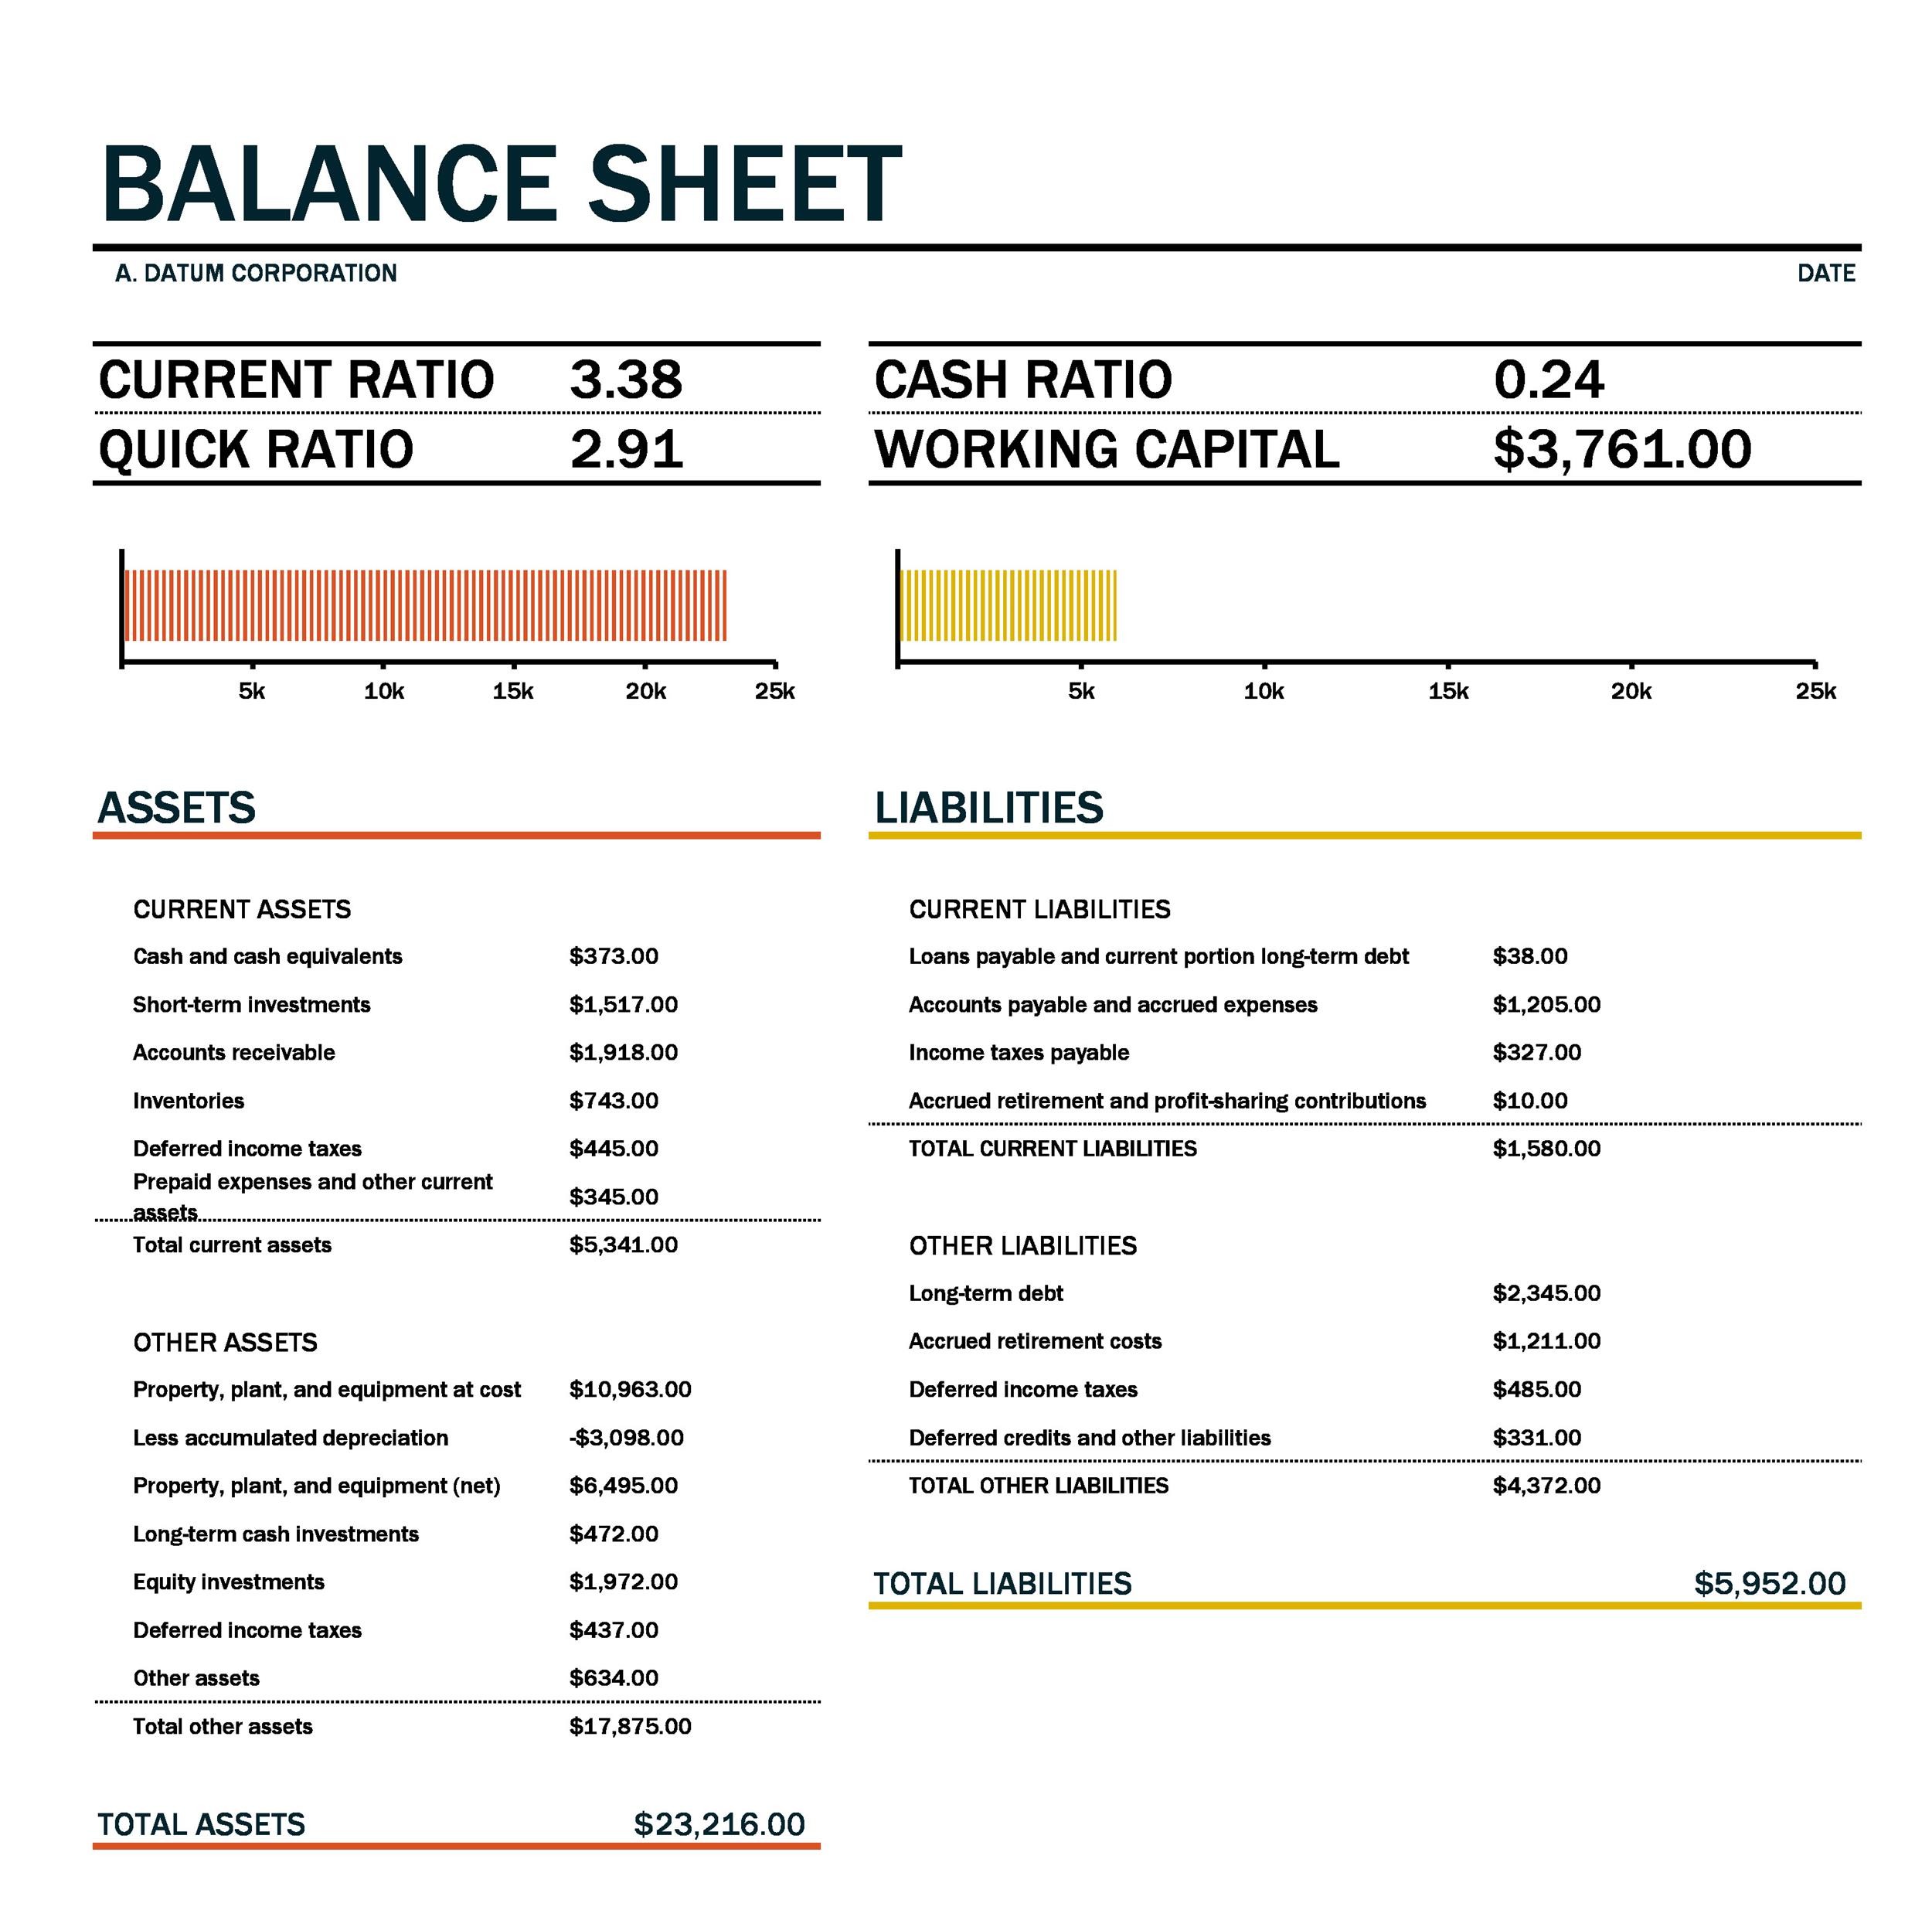 BALANCE SHEET
A. DATUM CORPORATION DATE
CURRENT RATIO 3.38
QUICK RATIO 2.91
CASH RATIO 0.24
WORKING CAPITAL $3,761.00
5k 10k 15k 20k 25k
5k 10k 15k 20k 25k
ASSETS
CURRENT ASSETS
Cash and cash equivalents $373.00
Short-term investments $1,517.00
Accounts receivable $1,918.00
Inventories $743.00
Deferred income taxes $445.00
Prepaid expenses and other current
assets $345.00
Total current assets $5,341.00
OTHER ASSETS
Property, plant, and equipment at cost $10,963.00
Less accumulated depreciation -$3,098.00
Property, plant, and equipment (net) $6,495.00
Long-term cash investments $472.00
Equity investments $1,972.00
Deferred income taxes $437.00
Other assets $634.00
Total other assets $17,875.00
TOTAL ASSETS $23,216.00
LIABILITIES
CURRENT LIABILITIES
Loans payable and current portion long-term debt $38.00
Accounts payable and accrued expenses $1,205.00
Income taxes payable $327.00
Accrued retirement and profit-sharing contributions $10.00
TOTAL CURRENT LIABILITIES $1,580.00
OTHER LIABILITIES
Long-term debt $2,345.00
Accrued retirement costs $1,211.00
Deferred income taxes $485.00
Deferred credits and other liabilities $331.00
TOTAL OTHER LIABILITIES $4,372.00
TOTAL LIABILITIES $5,952.00